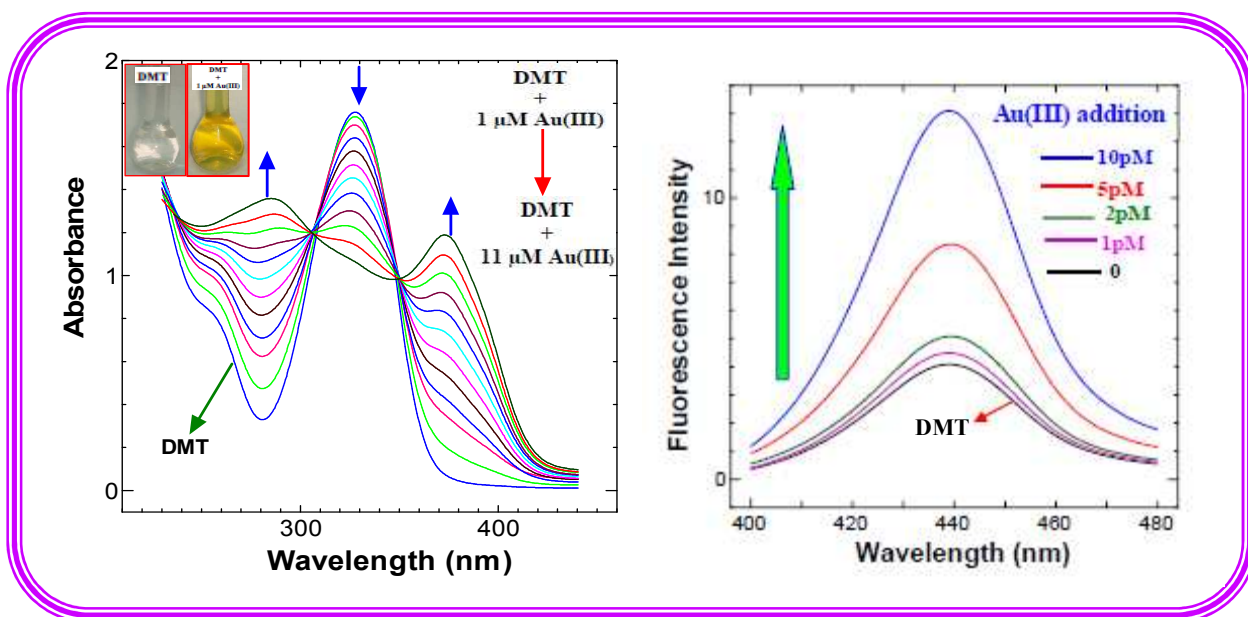 2
1
0
300
400
Absorbance
Wavelength (nm)
DMT
DMT
+
1 µM Au(III)
DMT
+
1 µM Au(III)
DMT
+
11 µM Au(III)
DMT
10
0
400
420
440
460
480
Fluorescence Intensity
Wavelength (nm)
Au(III) addition
10pM
5pM
2pM
1pM
0
DMT